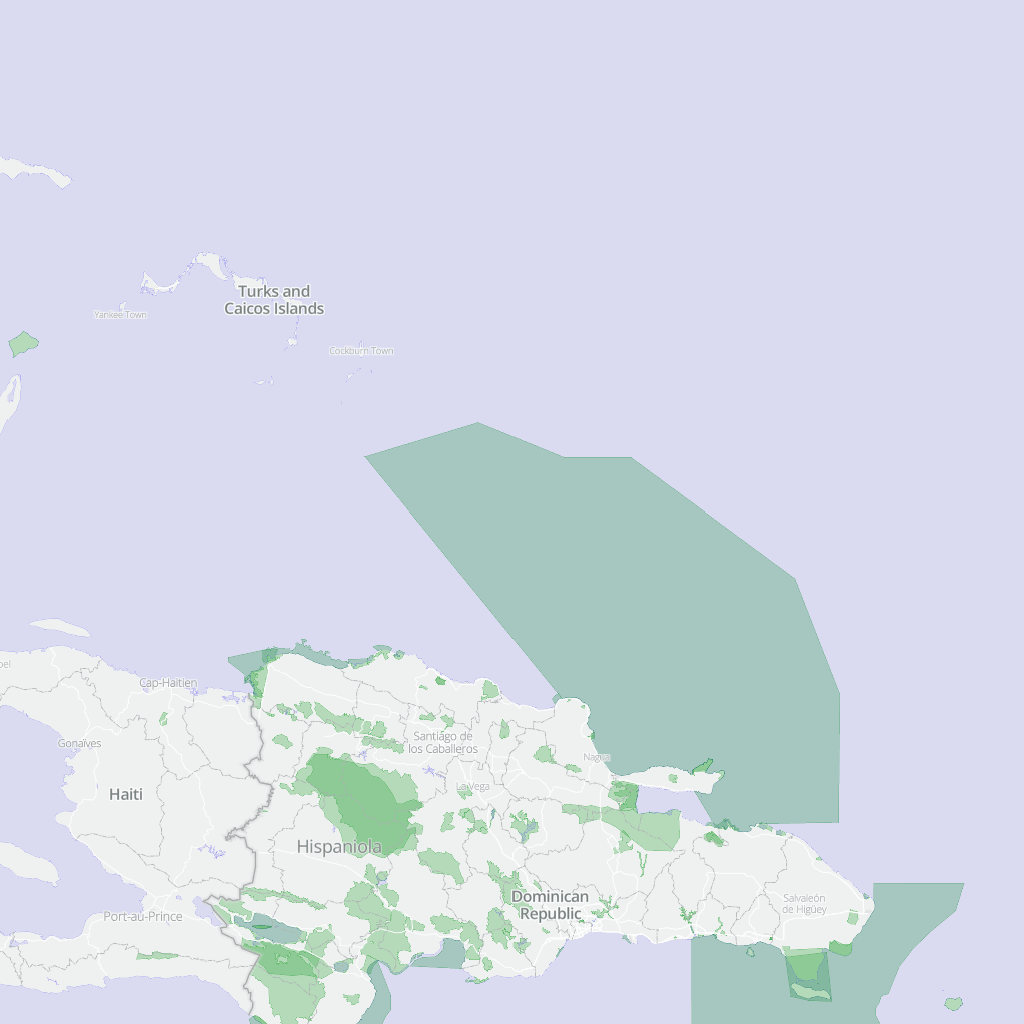 Turks and
Caicos Islands
Yankee Town
Cockburn Town
Cap-Haïtien
Gonaïves
Santiago de
los Caballeros
Nagua
La Vega
Haiti
Hispaniola
Dominican
Republic
Salvaleón
de Higüey
Port-au-Prince